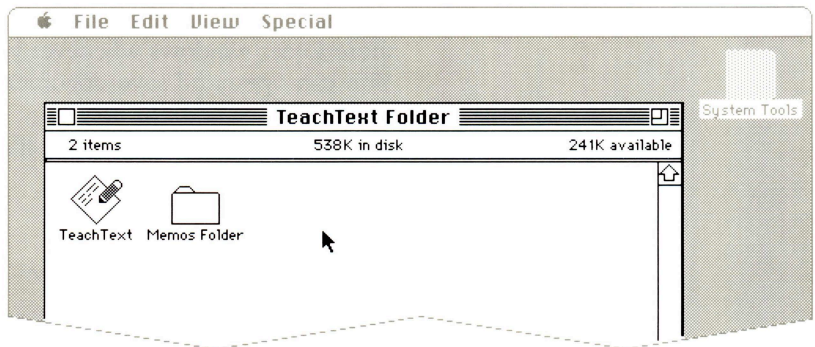 File Edit View Special
System Tools
TeachText Folder
2 items 538K in disk 241K available
TeachText Memos Folder